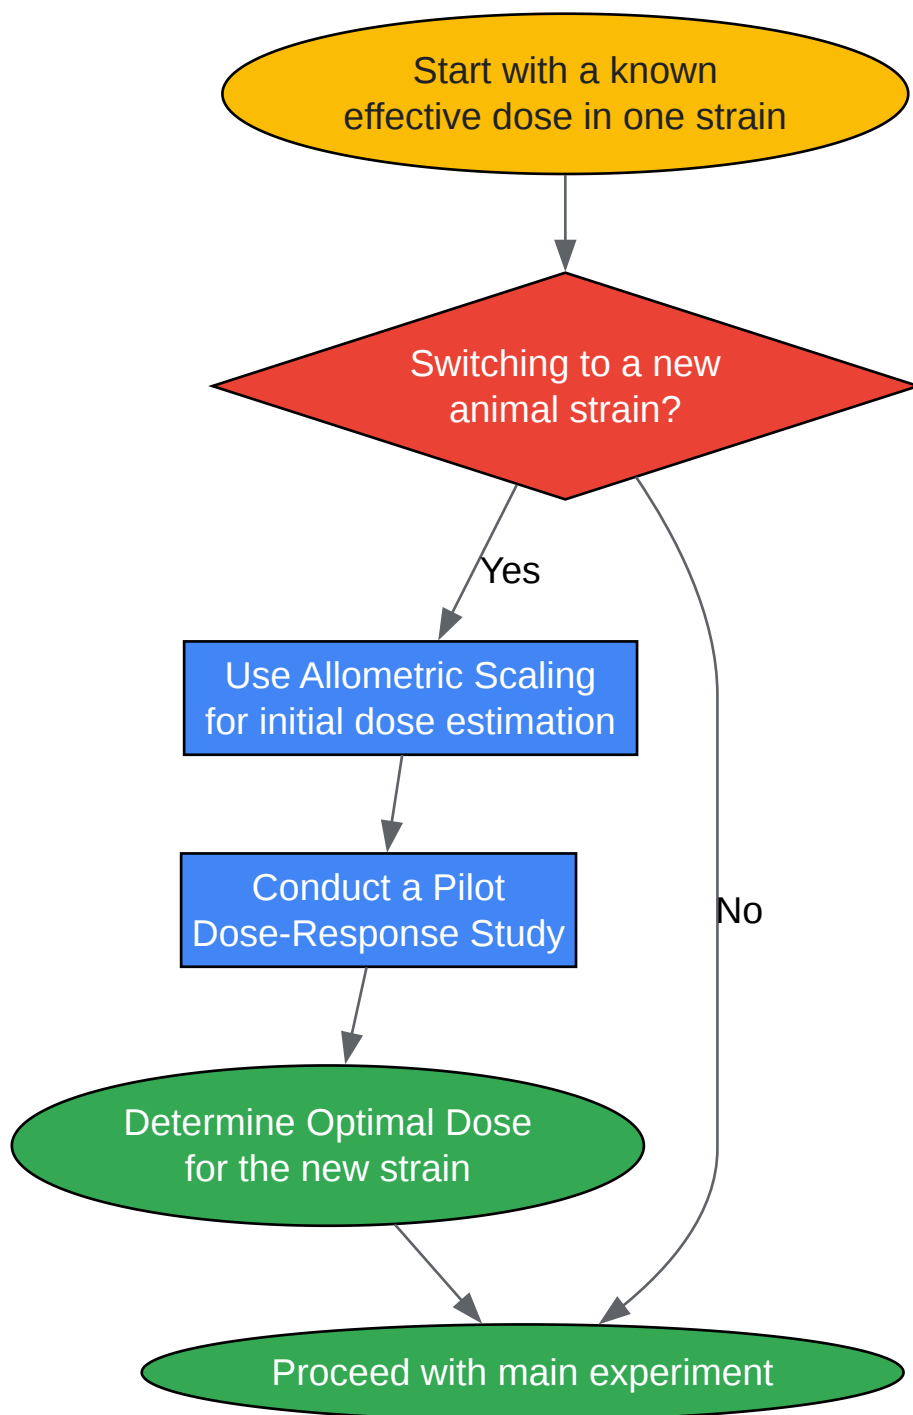 Start with a known
effective dose in one strain
Switching to a new
animal strain?
Yes
Use Allometric Scaling
for initial dose estimation
Conduct a Pilot
Dose-Response Study
No
Determine Optimal Dose
for the new strain
Proceed with main experiment